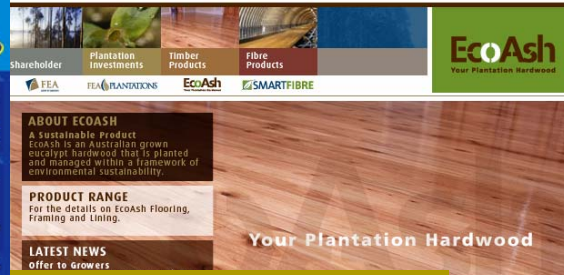 Shareholder
Plantation
Investments
Timber
Products
Fibre
Products
EcoAsh
Your Plantation Hardwood
FEA
FEA PLANTATIONS
EcoAsh
SMARTFIBRE
ABOUT ECOASH
A Sustainable Product
EcoAsh is an Australian grown
eucalypt hardwood that is planted
and managed within a framework of
environmental sustainability.
PRODUCT RANGE
For the details on EcoAsh Flooring,
Framing and Lining.
Your Plantation Hardwood
LATEST NEWS
Offer to Growers